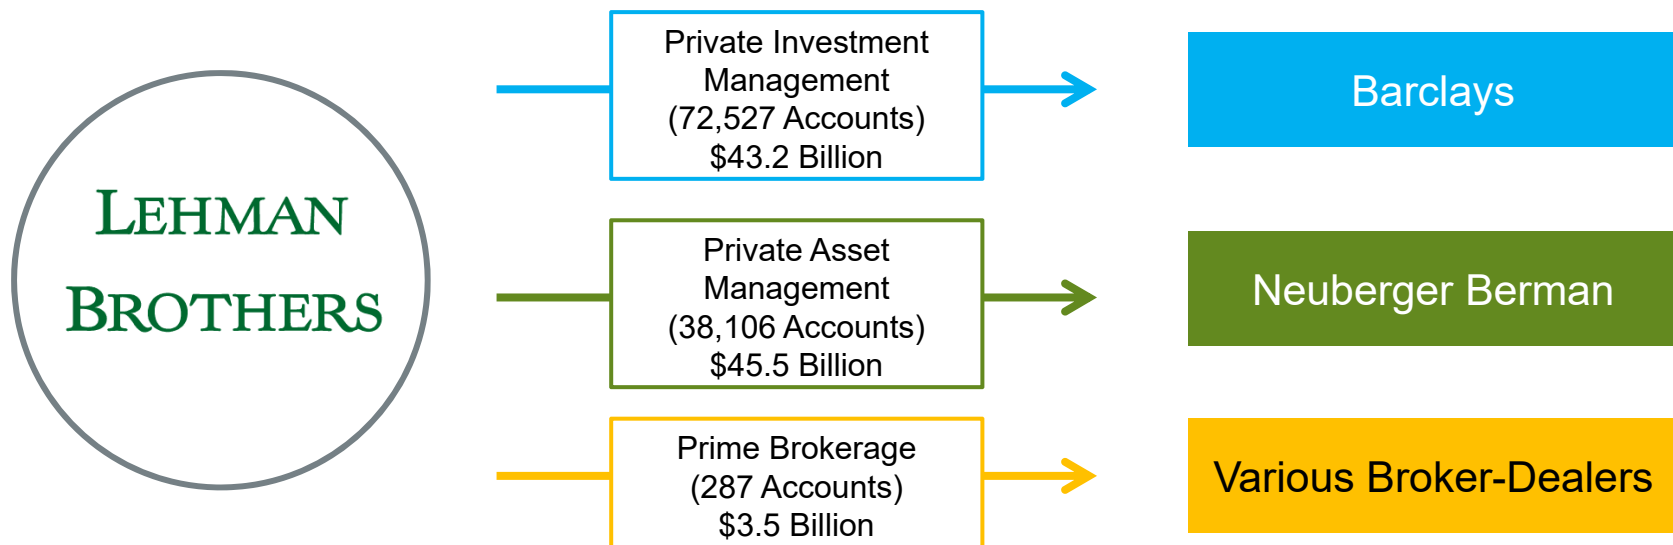 LEHMAN
BROTHERS
Private Investment
Management
(72,527 Accounts)
$43.2 Billion
Barclays
Private Asset
Management
(38,106 Accounts)
$45.5 Billion
Neuberger Berman
Prime Brokerage
(287 Accounts)
$3.5 Billion
Various Broker-Dealers